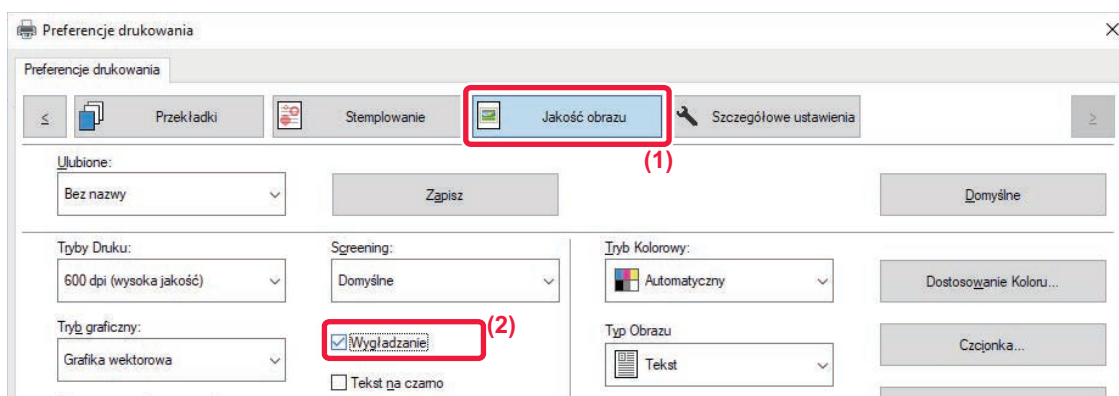 Preferencje drukowania
Preferencje drukowania
< Przekładki Stemplowanie Jakość obrazu Szczegółowe ustawienia >
(1)
Ulubione:
Bez nazwy Zapisz Domyślne
Tryby Druku: Screening: Tryb Kolorowy:
600 dpi (wysoka jakość) Domyślne Automatyczny Dostosowanie Koloru...
(2)
Tryb graficzny: Wygładzanie Typ Obrazu Czcjonka...
Grafika wektorowa Tekst
Tekst na czarno